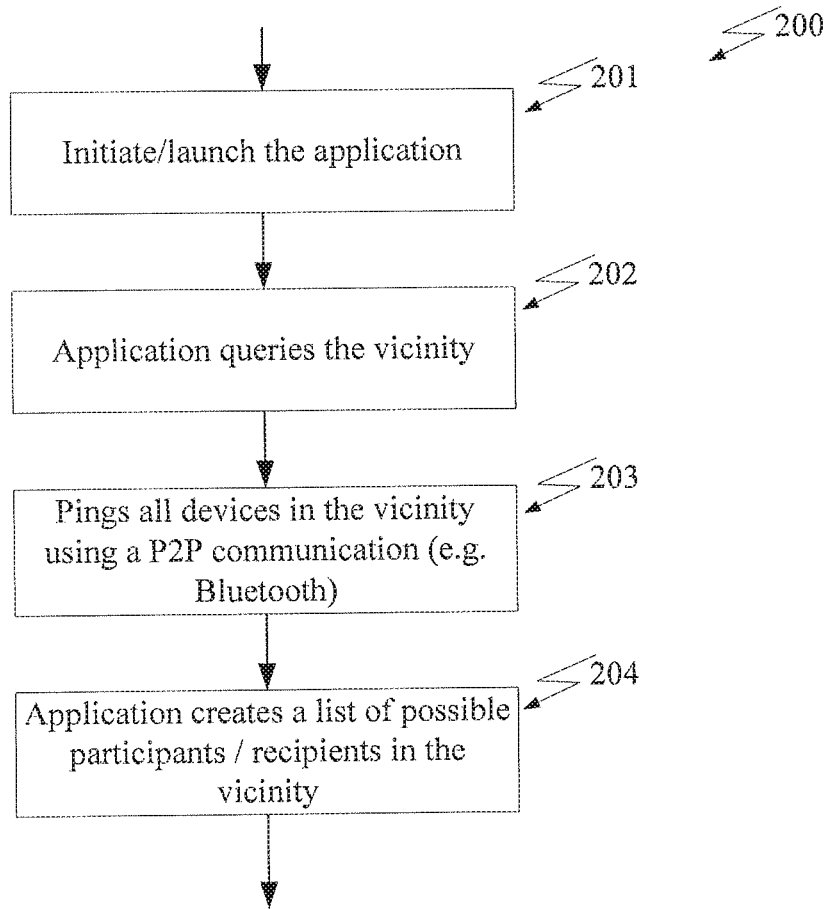 200
201
Initiate/launch the application
202
Application queries the vicinity
203
Pings all devices in the vicinity
using a P2P communication (e.g.
Bluetooth)
204
Application creates a list of possible
participants / recipients in the
vicinity